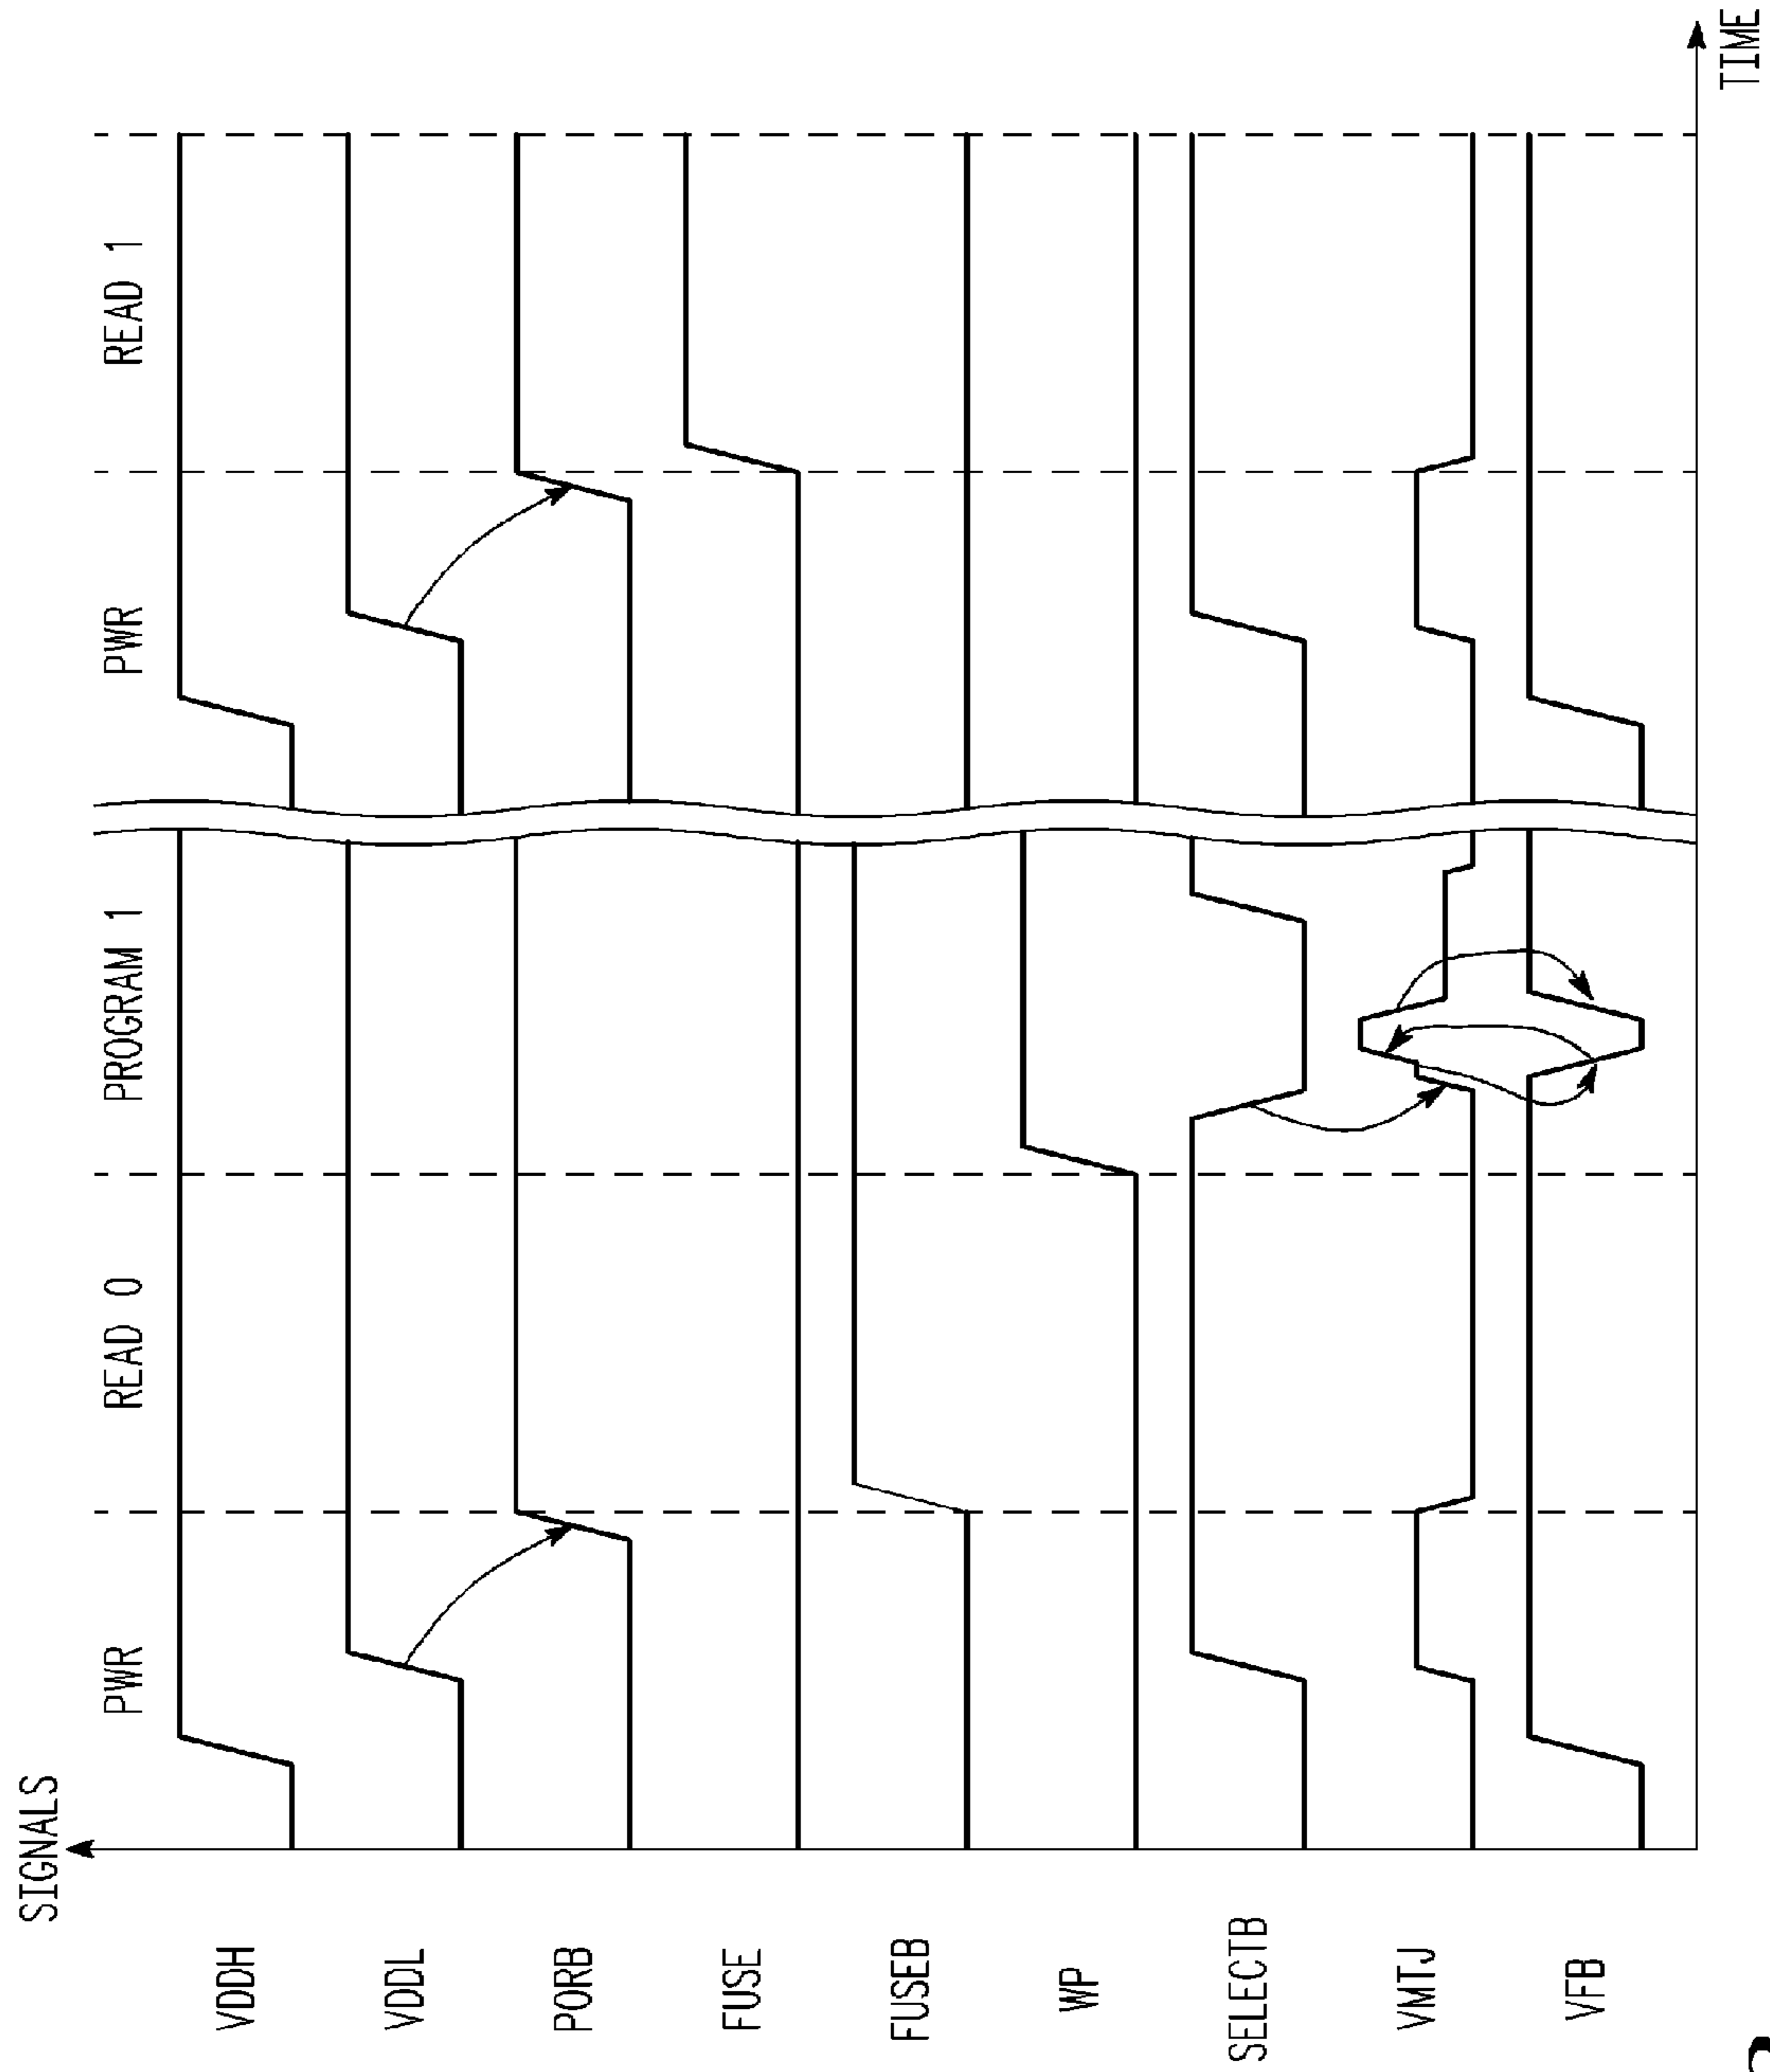 SIGNALS
PWR
READ 0
PROGRAM 1
PWR
READ 1
VDDH
VDDL
PORB
FUSE
FUSEB
WP
SELECTB
VMTJ
VFB
TIME